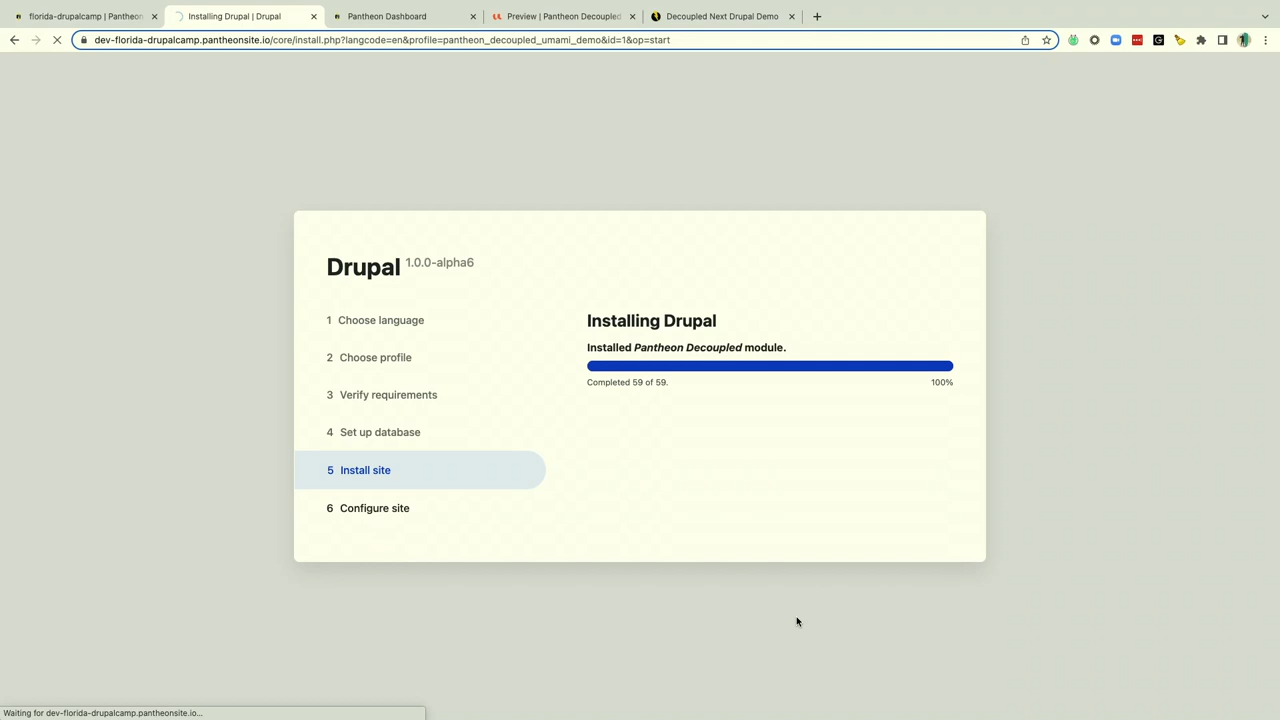 florida-drupalcamp | Pantheon
Installing Drupal | Drupal
Pantheon Dashboard
Preview | Pantheon Decoupled
Decoupled Next Drupal Demo
dev-florida-drupalcamp.pantheonsite.io/core/install.php?langcode=en&profile=pantheon_decoupled_umami_demo&id=1&op=start
Drupal 1.0.0-alpha6
1 Choose language
2 Choose profile
3 Verify requirements
4 Set up database
5 Install site
6 Configure site
Installing Drupal
Installed Pantheon Decoupled module.
Completed 59 of 59. 100%
Waiting for dev-florida-drupalcamp.pantheonsite.io...